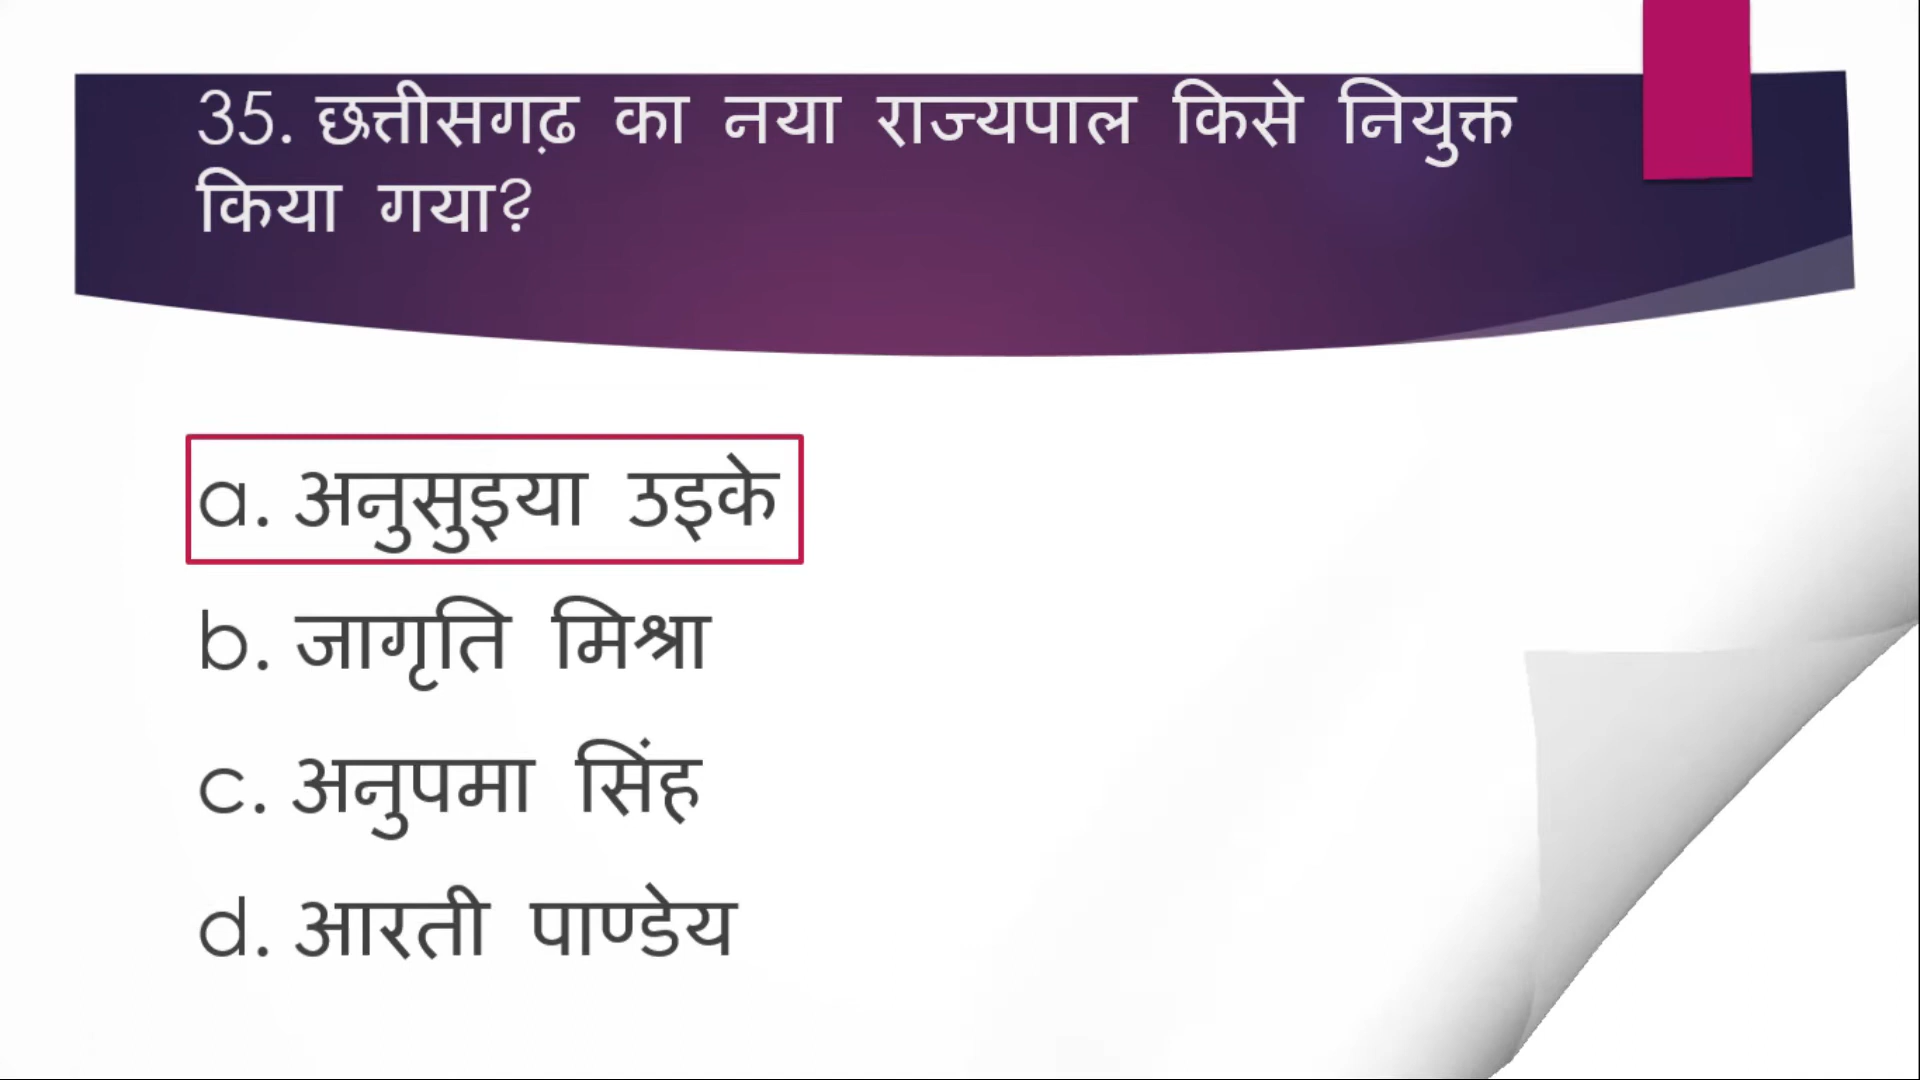 35. छत्तीसगढ़ का नया राज्यपाल किसे नियुक्त
किया गया?
a. अनुसुइया उइके
b. जागृति मिश्रा
c. अनुपमा सिंह
d. आरती पाण्डेय